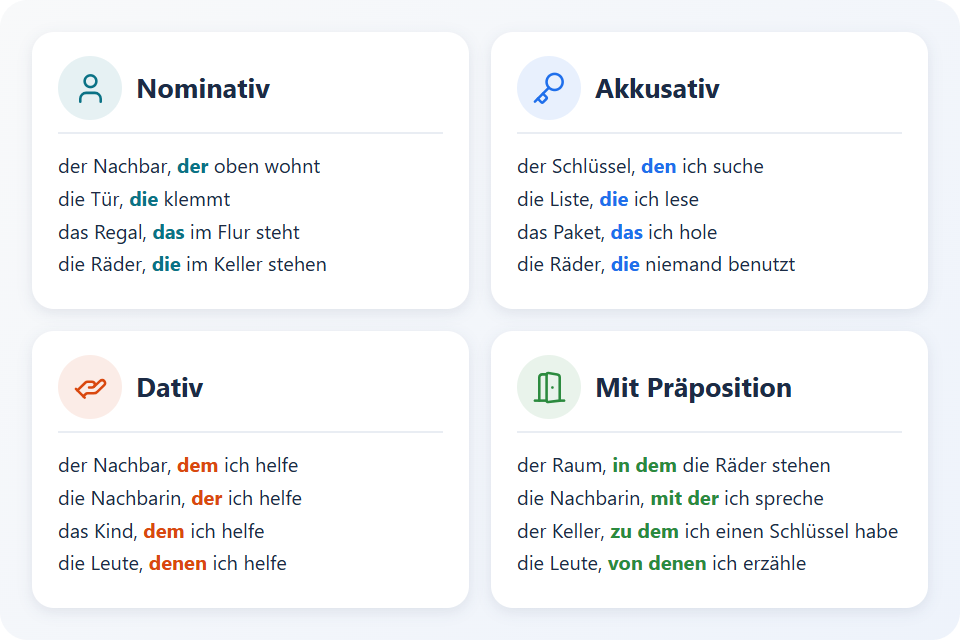 Nominativ
der Nachbar, der oben wohnt
die Tür, die klemmt
das Regal, das im Flur steht
die Räder, die im Keller stehen
Akkusativ
der Schlüssel, den ich suche
die Liste, die ich lese
das Paket, das ich hole
die Räder, die niemand benutzt
Dativ
der Nachbar, dem ich helfe
die Nachbarin, der ich helfe
das Kind, dem ich helfe
die Leute, denen ich helfe
Mit Präposition
der Raum, in dem die Räder stehen
die Nachbarin, mit der ich spreche
der Keller, zu dem ich einen Schlüssel habe
die Leute, von denen ich erzähle